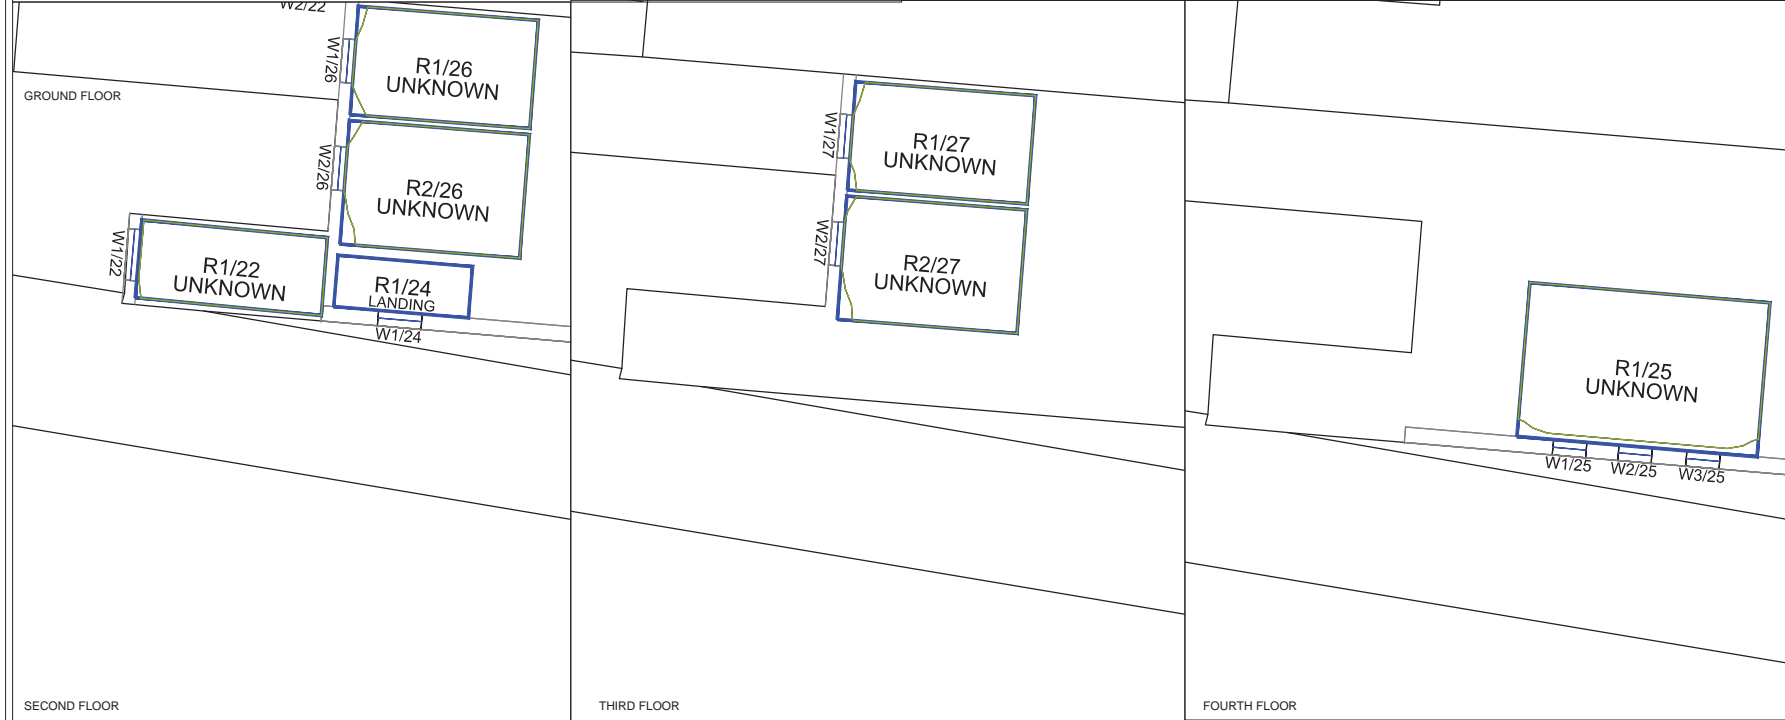 W2/22
W1/26
R1/26
UNKNOWN
GROUND FLOOR
W2/26
R2/26
UNKNOWN
W1/22
R1/22
UNKNOWN
R1/24
LANDING
W1/24
SECOND FLOOR
W1/27
R1/27
UNKNOWN
W2/27
R2/27
UNKNOWN
THIRD FLOOR
R1/25
UNKNOWN
W1/25
W2/25
W3/25
FOURTH FLOOR